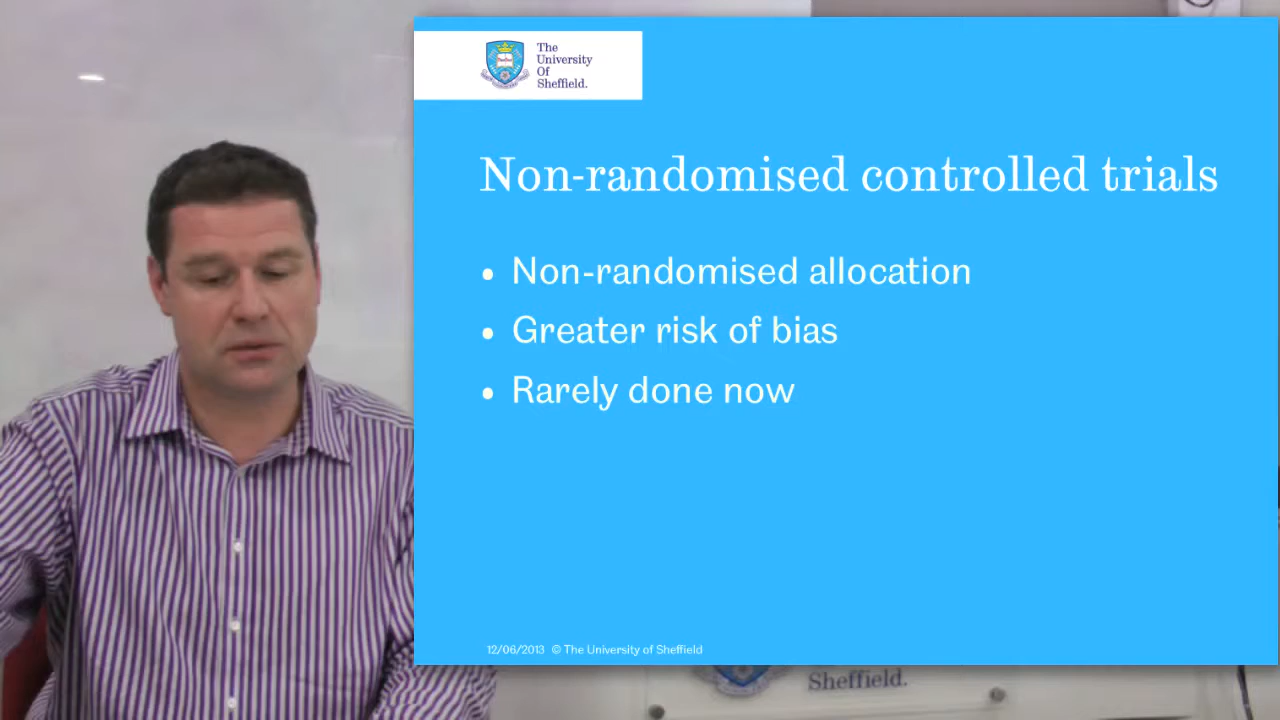 The
University
Of
Sheffield.
Non-randomised controlled trials
• Non-randomised allocation
• Greater risk of bias
• Rarely done now
12/06/2013 © The University of Sheffield
Sheffield.